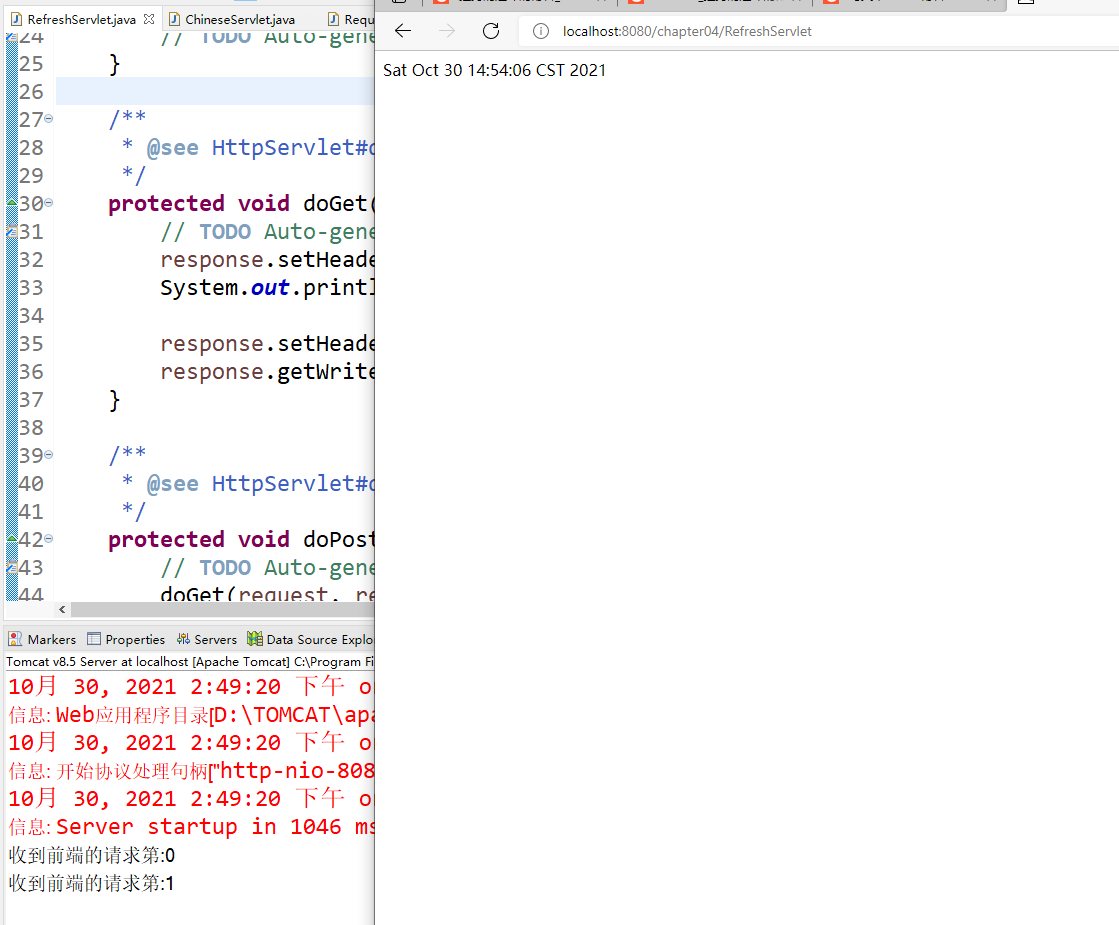 RefreshServlet.java
ChineseServlet.java
Requ
localhost:8080/chapter04/RefreshServlet
24 // TODO Auto-gene
25 }
26
27 /**
28 * @see HttpServlet#d
29 */
30 protected void doGet(
31 // TODO Auto-gene
32 response.setHeade
33 System.out.printl
34
35 response.setHeade
36 response.getWrite
37 }
38
39 /**
40 * @see HttpServlet#d
41 */
42 protected void doPost
43 // TODO Auto-gene
44 doGet(request, re
Sat Oct 30 14:54:06 CST 2021
Markers Properties Servers Data Source Explo
Tomcat v8.5 Server at localhost [Apache Tomcat] C:\Program Fi
10月 30, 2021 2:49:20 下午 or
信息: Web应用程序目录[D:\TOMCAT\apa
10月 30, 2021 2:49:20 下午 or
信息: 开始协议处理句柄["http-nio-808
10月 30, 2021 2:49:20 下午 or
信息: Server startup in 1046 ms
收到前端的请求第:0
收到前端的请求第:1